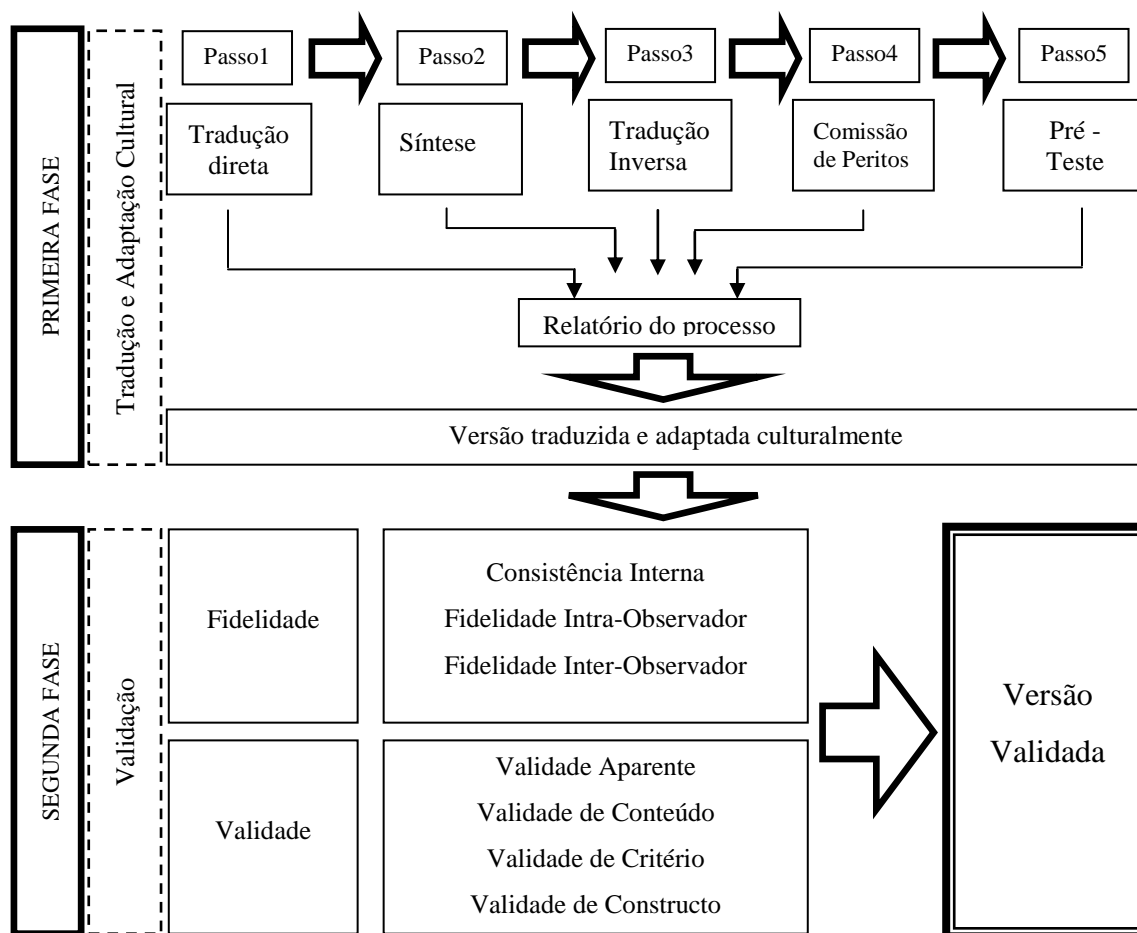 PRIMEIRA FASE
Tradução e Adaptação Cultural
Passo1
Passo2
Passo3
Passo4
Passo5
Tradução
direta
Síntese
Tradução
Inversa
Comissão
de Peritos
Pré -
Teste
Relatório do processo
Versão traduzida e adaptada culturalmente
SEGUNDA FASE
Validação
Fidelidade
Consistência Interna
Fidelidade Intra-Observador
Fidelidade Inter-Observador
Validade
Validade Aparente
Validade de Conteúdo
Validade de Critério
Validade de Constructo
Versão
Validada